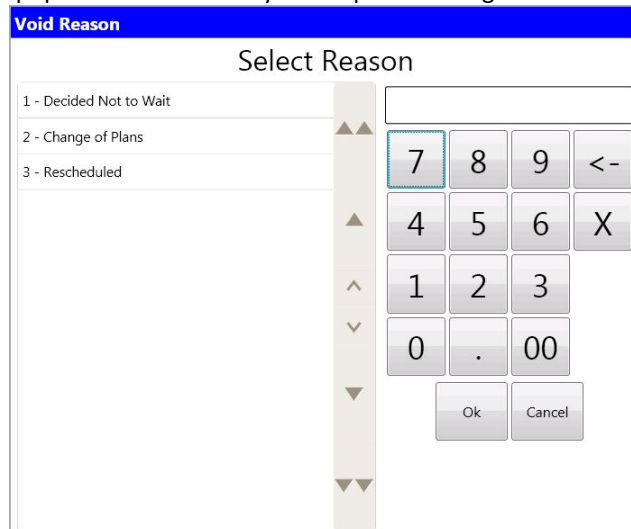 Void Reason
Select Reason
1 - Decided Not to Wait
2 - Change of Plans
3 - Rescheduled
7 8 9 <-
4 5 6 X
1 2 3
0 . 00
Ok Cancel